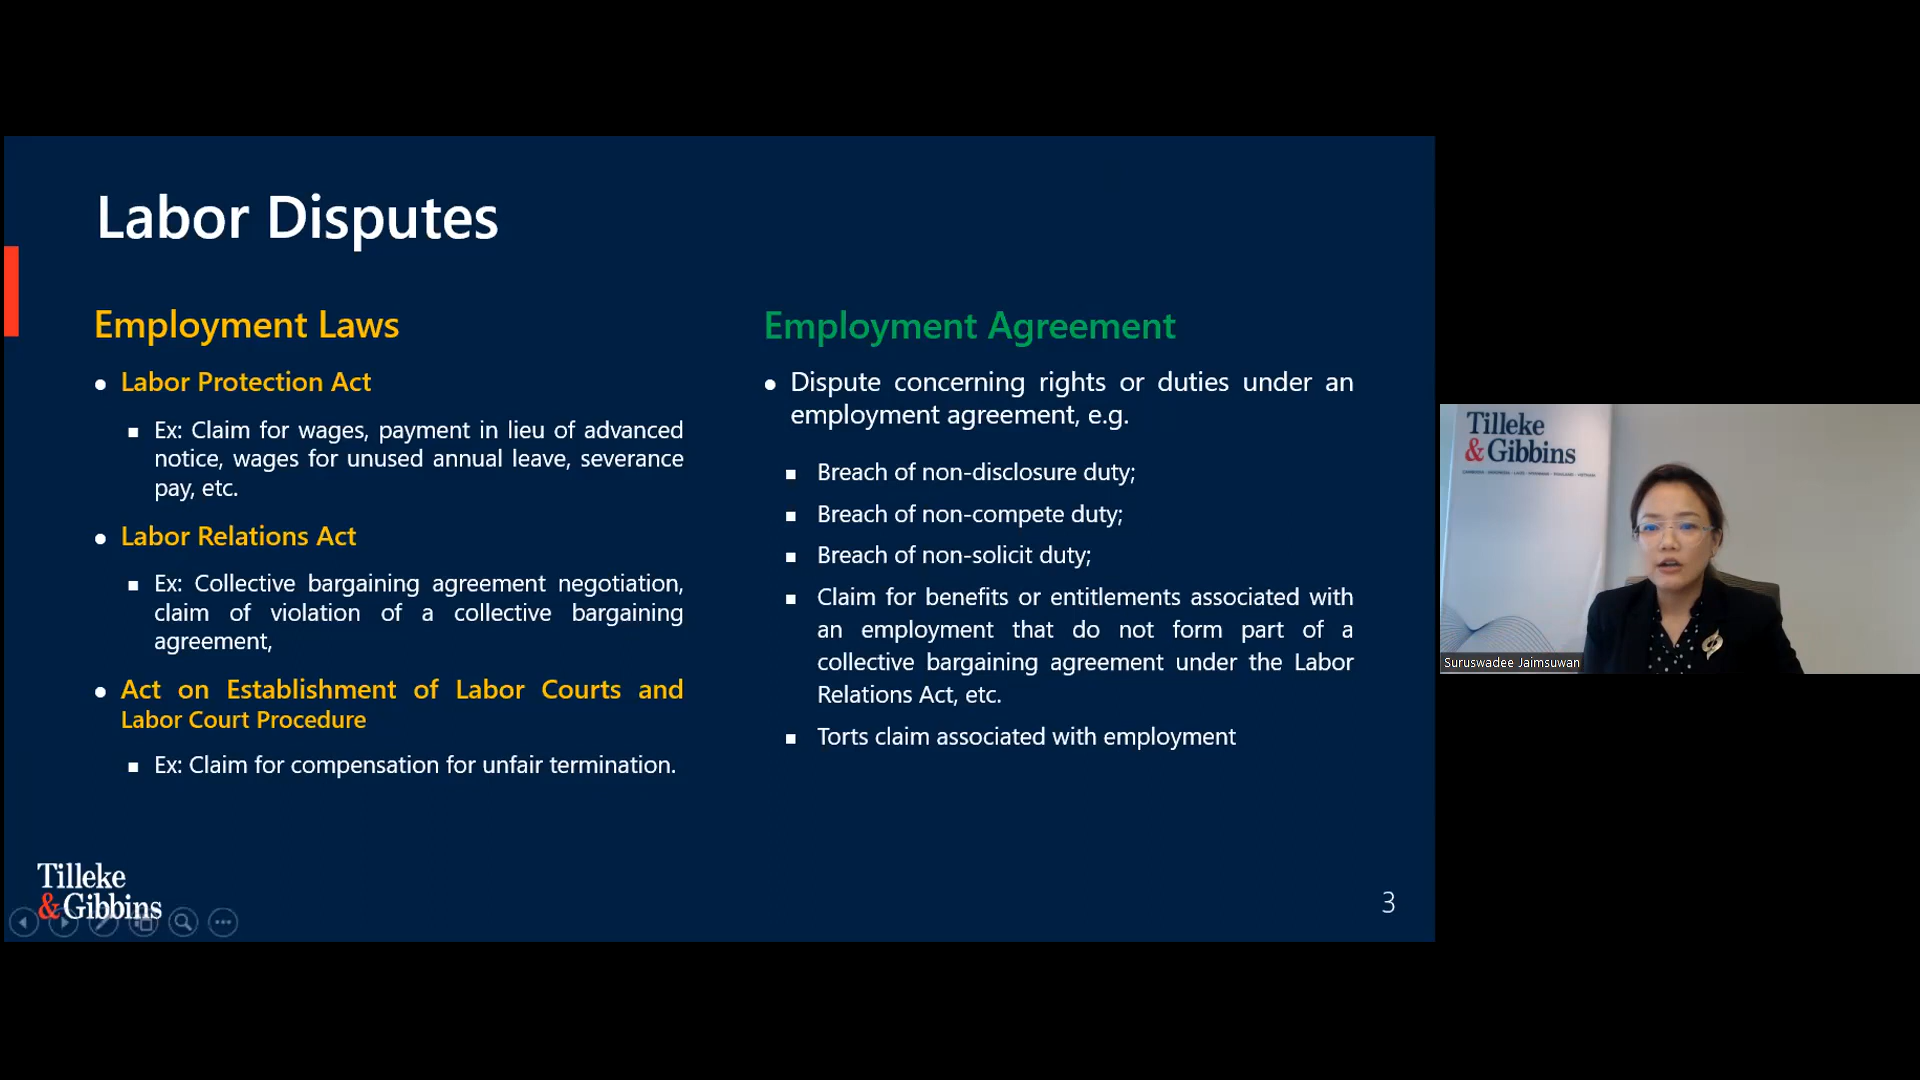 Labor Disputes
Employment Laws
● Labor Protection Act
▪ Ex: Claim for wages, payment in lieu of advanced
notice, wages for unused annual leave, severance
pay, etc.
● Labor Relations Act
▪ Ex: Collective bargaining agreement negotiation,
claim of violation of a collective bargaining
agreement,
● Act on Establishment of Labor Courts and
Labor Court Procedure
▪ Ex: Claim for compensation for unfair termination.
Employment Agreement
● Dispute concerning rights or duties under an
employment agreement, e.g.
▪ Breach of non-disclosure duty;
▪ Breach of non-compete duty;
▪ Breach of non-solicit duty;
▪ Claim for benefits or entitlements associated with
an employment that do not form part of a
collective bargaining agreement under the Labor
Relations Act, etc.
▪ Torts claim associated with employment
Tilleke
&Gibbins
3
Tilleke
&Gibbins
Suruswadee Jaimsuwan